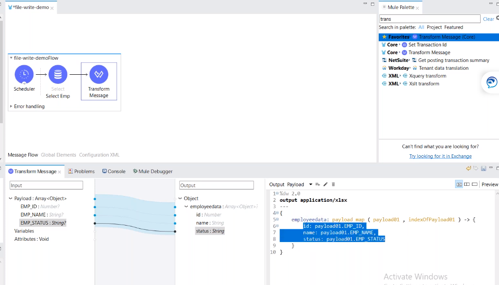 *file-write-demo
Mule Palette
trans
Clear
Search in palette: All Project Featured
Favorites Transform Message (Core)
Core Set Transaction Id
Core Transform Message
NetSuite Get posting transaction summary
Workday Tenant data translation
XML Xquery transform
XML Xslt transform
Can't find what you are looking for?
Try looking for it in Exchange
file-write-demoFlow
Scheduler
Select
Select Emp
Transform
Message
Error handling
Message Flow Global Elements Configuration XML
Transform Message Problems Console Mule Debugger
Input
Output
Output Payload
Preview
Payload : Array<Object>
EMP_ID : Number?
EMP_NAME : String?
EMP_STATUS : String?
Variables
Attributes : Void
Object
employeedata : Array<Object>
id : Number
name : String
status : String
1 %dw 2.0
2 output application/xlsx
3 ---
4 {
5 employeedata: payload map ( payload01 , indexOfPayload01 ) -> {
6 id: payload01.EMP_ID,
7 name: payload01.EMP_NAME,
8 status: payload01.EMP_STATUS
9 }
10 }
Activate Windows